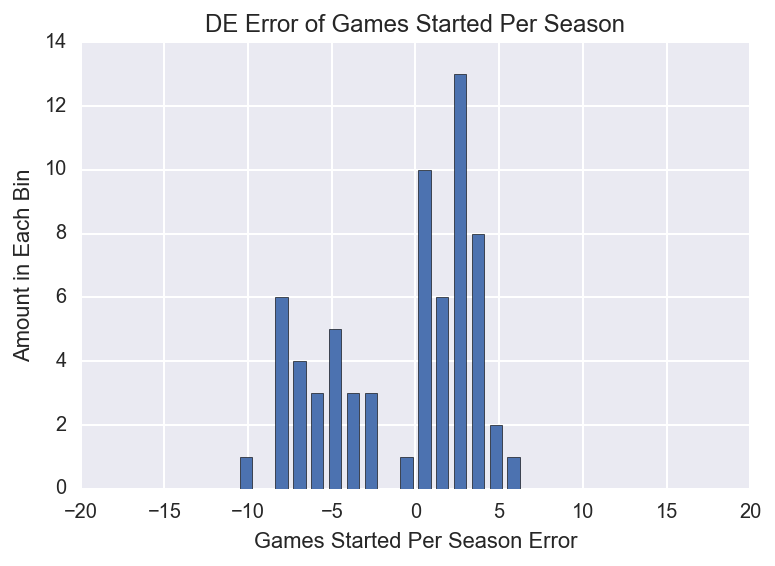 DE Error of Games Started Per Season
14
12
10
8
6
4
2
0
Amount in Each Bin
−20 −15 −10 −5 0 5 10 15 20
Games Started Per Season Error